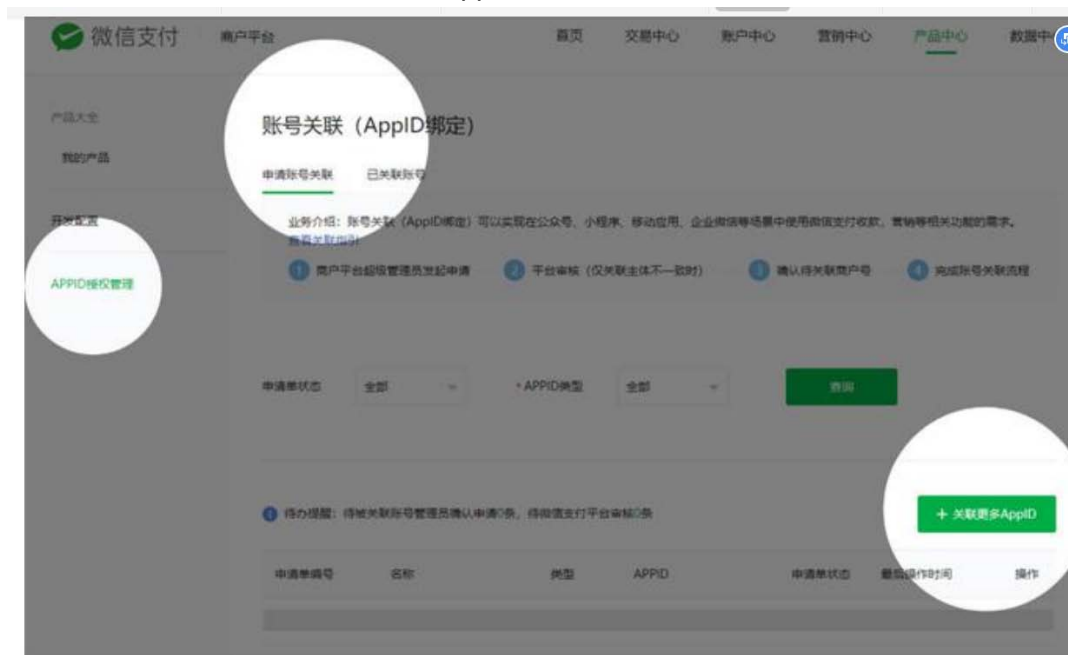 微信支付 商户平台 首页 交易中心 账户中心 营销中心 产品中心 数据中
产品大全
我的产品
开发配置
APPID授权管理
账号关联（AppID绑定）
申请账号关联 已关联账号
业务介绍：账号关联（AppID绑定）可以实现在公众号、小程序、移动应用、企业微信等场景中使用微信支付收款、营销等相关功能的需求。
查看关联指引
1 商户平台超级管理员发起申请 2 平台审核（仅关联主体不一致时） 3 确认待关联商户号 4 完成账号关联流程
申请单状态 全部 * APPID类型 全部 查询
待办提醒：待被关联账号管理员确认申请0条，待微信支付平台审核0条
+ 关联更多AppID
申请单编号 名称 类型 APPID 申请单状态 最后操作时间 操作